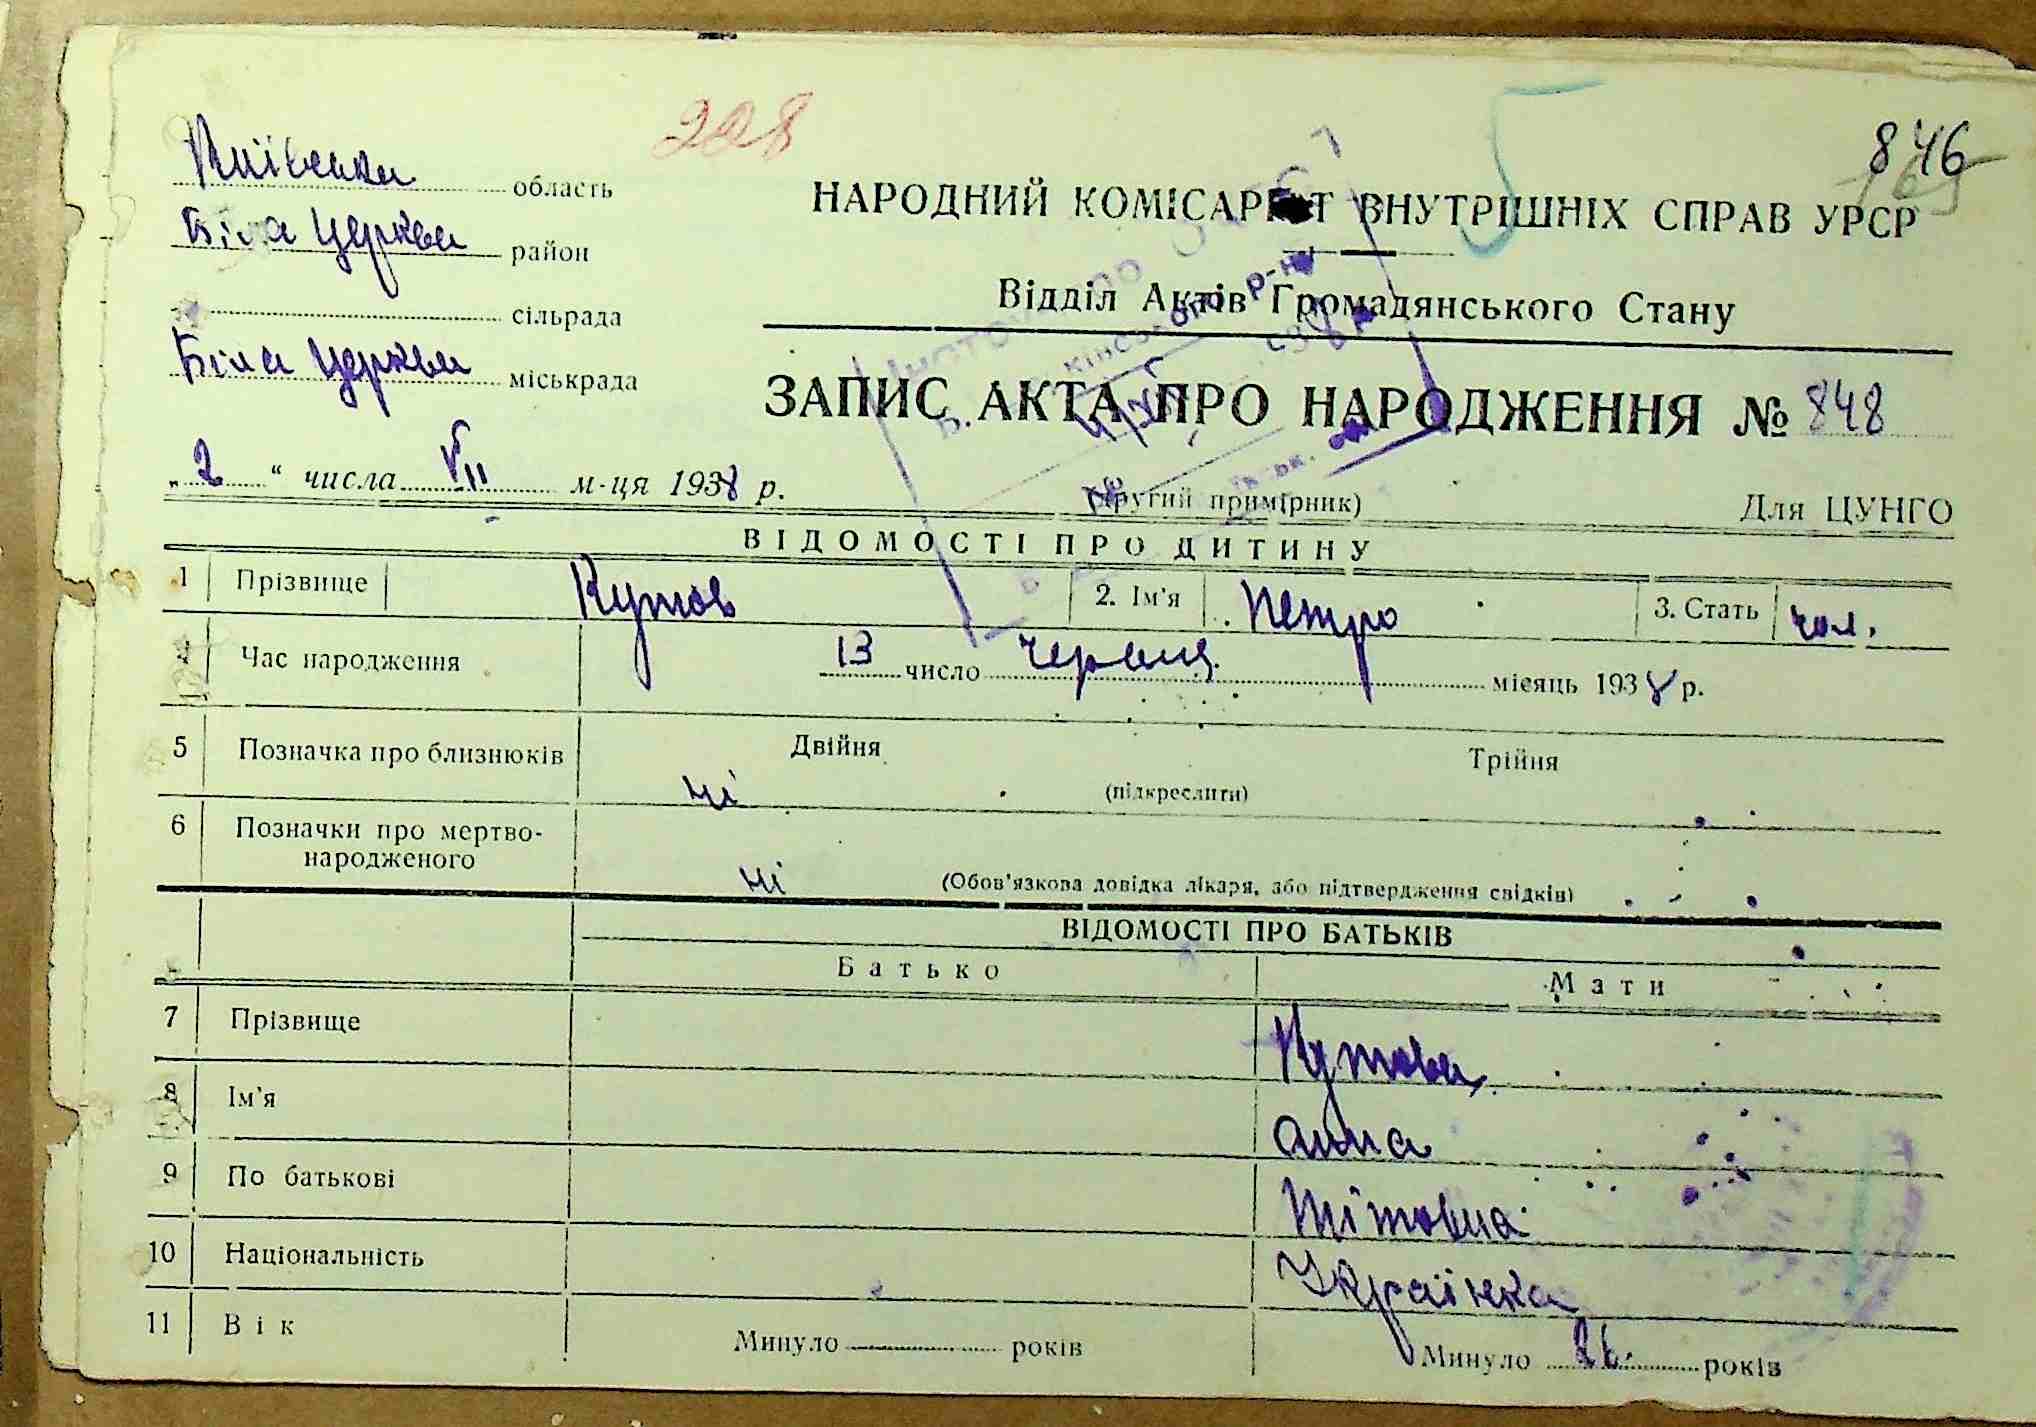 228
846
Київська область
Біла Церква район
сільрада
Біла Церква міськрада
НАРОДНИЙ КОМІСАРІАТ ВНУТРІШНІХ СПРАВ УРСР
Відділ Актів Громадянського Стану
ЗАПИС АКТА ПРО НАРОДЖЕННЯ № 848
„ 2 “ числа VII м-ця 1938 р.
(другий примірник)
Для ЦУНГО
ВІДОМОСТІ ПРО ДИТИНУ
1 Прізвище Кутов 2. Ім'я Петро 3. Стать чол.
4 Час народження 13 число червня місяць 1938 р.
5 Позначка про близнюків Двійня Трійня
ні (підкреслити)
6 Позначки про мертво-
народженого
ні (Обов'язкова довідка лікаря, або підтвердження свідків)
ВІДОМОСТІ ПРО БАТЬКІВ
Батько Мати
7 Прізвище Кутова
8 Ім'я Анна
9 По батькові Тітовна
10 Національність Українка
11 Вік Минуло років Минуло 26 років